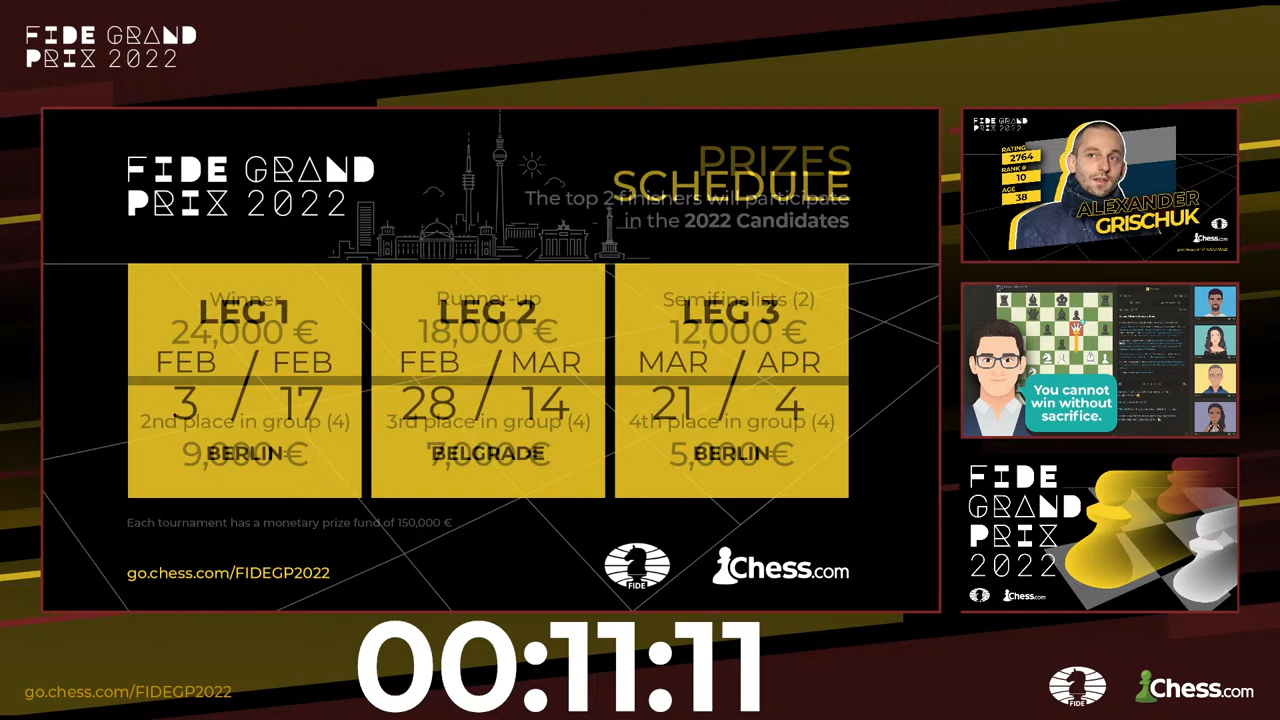 FIDE GRAND
PRIX 2022
FIDE GRAND
PRIX 2022
PRIZES
SCHEDULE
The top 2 finishers will participate
in the 2022 Candidates
Winner
LEG 1
24,000 €
FEB / FEB
3 / 17
2nd place in group (4)
9,000 €
BERLIN
Runner-up
LEG 2
18,000 €
FEB / MAR
28 / 14
3rd place in group (4)
7,000 €
BELGRADE
Semifinalists (2)
LEG 3
12,000 €
MAR / APR
21 / 4
4th place in group (4)
5,000 €
BERLIN
Each tournament has a monetary prize fund of 150,000 €
go.chess.com/FIDEGP2022
FIDE
Chess.com
FIDE GRAND
PRIX 2022
RATING
2764
RANK #
10
AGE
38
ALEXANDER
GRISCHUK
Chess.com
You cannot
win without
sacrifice.
FIDE
GRAND
PRIX
2022
Chess.com
00:11:11
go.chess.com/FIDEGP2022
FIDE
Chess.com